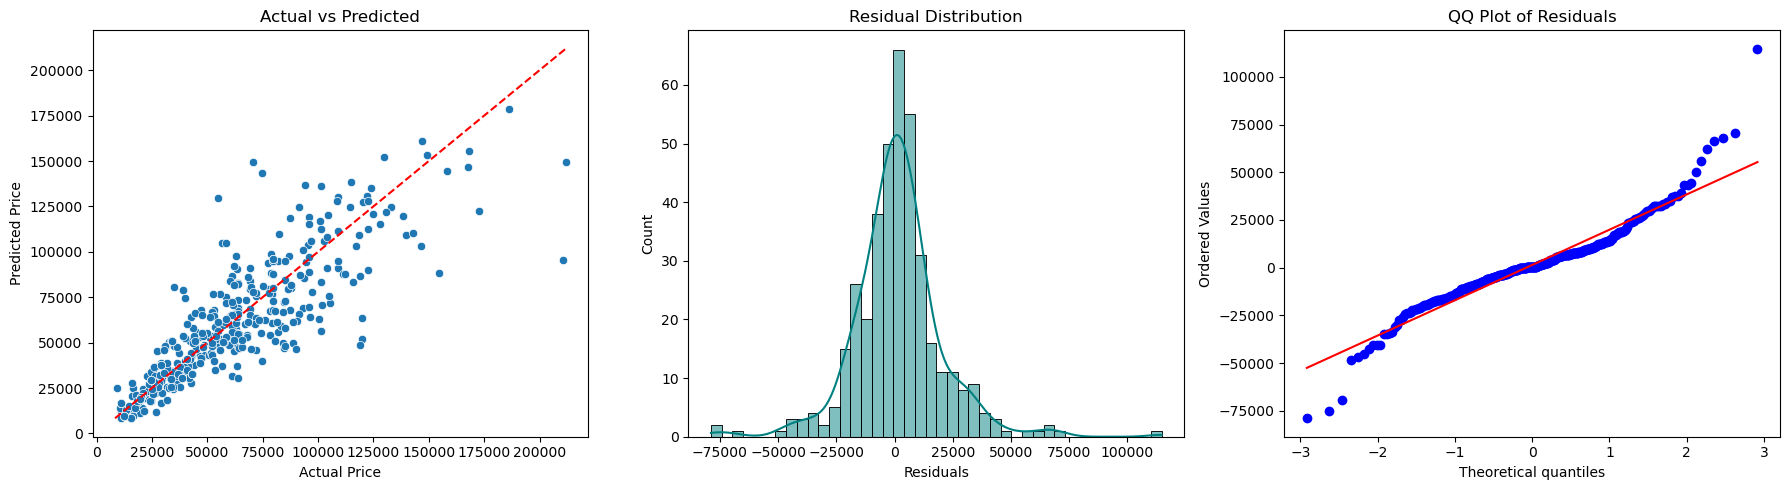 Actual vs Predicted
Predicted Price
200000
175000
150000
125000
100000
75000
50000
25000
0
0 25000 50000 75000 100000 125000 150000 175000 200000
Actual Price
Residual Distribution
Count
60
50
40
30
20
10
0
−75000 −50000 −25000 0 25000 50000 75000 100000
Residuals
QQ Plot of Residuals
Ordered Values
100000
75000
50000
25000
0
−25000
−50000
−75000
−3 −2 −1 0 1 2 3
Theoretical quantiles